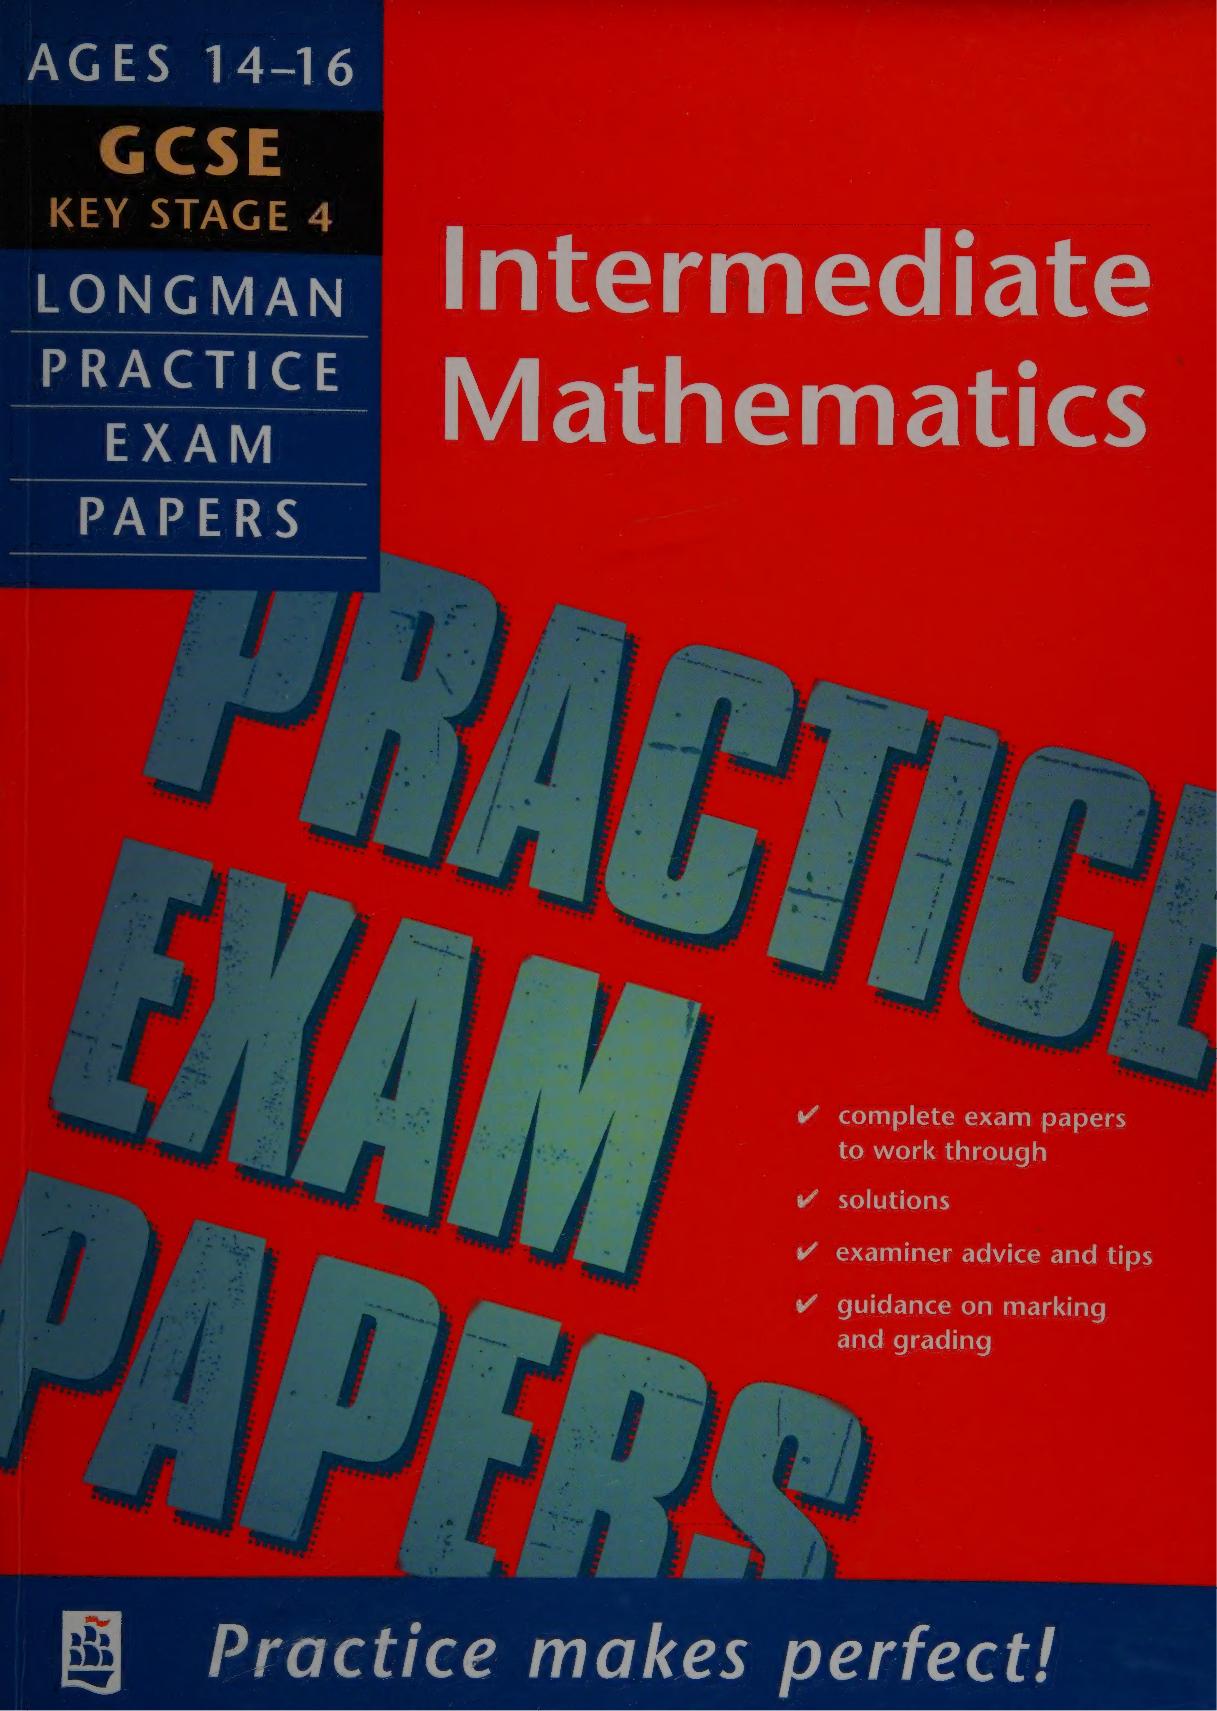 AGES 14–16
GCSE
KEY STAGE 4
LONGMAN
PRACTICE
EXAM
PAPERS
Intermediate
Mathematics
PRACTICE
EXAM
PAPERS
✔ complete exam papers
to work through
✔ solutions
✔ examiner advice and tips
✔ guidance on marking
and grading
Practice makes perfect!